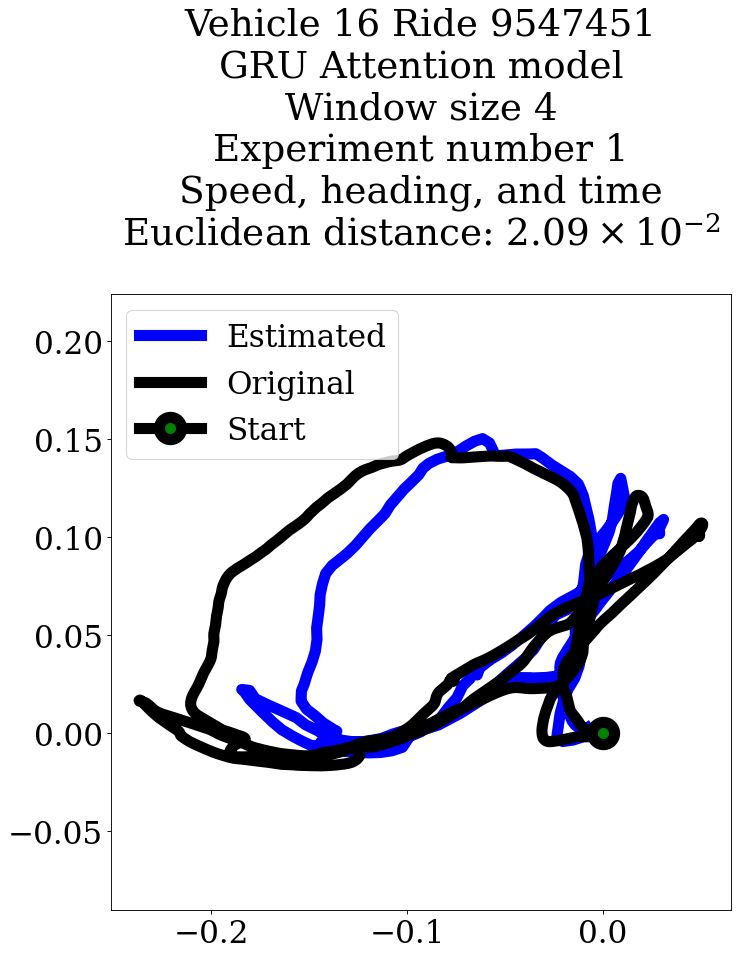 Vehicle 16 Ride 9547451
GRU Attention model
Window size 4
Experiment number 1
Speed, heading, and time
Euclidean distance: 2.09 × 10⁻²
Estimated
Original
Start
0.20
0.15
0.10
0.05
0.00
−0.05
−0.2 −0.1 0.0